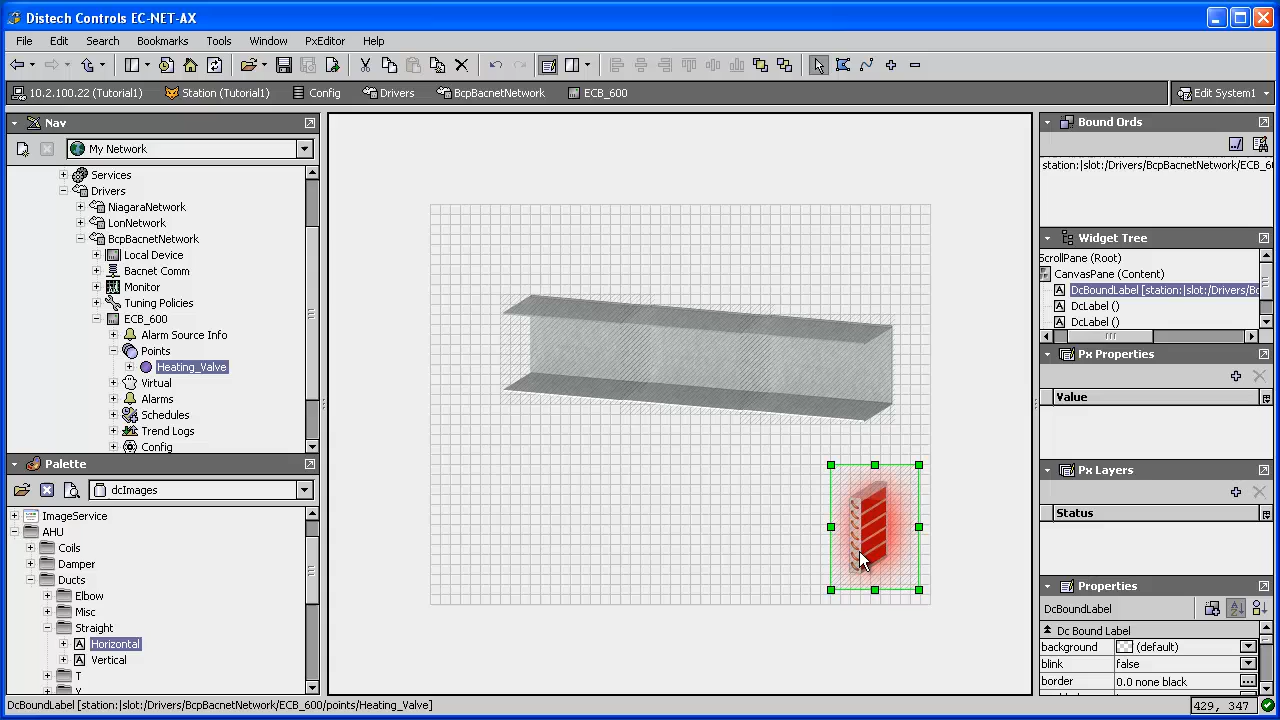 Distech Controls EC-NET-AX
File Edit Search Bookmarks Tools Window PxEditor Help
10.2.100.22 (Tutorial1) Station (Tutorial1) Config Drivers BcpBacnetNetwork ECB_600 Edit System1
Nav
My Network
Services
Drivers
NiagaraNetwork
LonNetwork
BcpBacnetNetwork
Local Device
Bacnet Comm
Monitor
Tuning Policies
ECB_600
Alarm Source Info
Points
Heating_Valve
Virtual
Alarms
Schedules
Trend Logs
Config
Palette
dcImages
ImageService
AHU
Coils
Damper
Ducts
Elbow
Misc
Straight
Horizontal
Vertical
T
Bound Ords
station:|slot:/Drivers/BcpBacnetNetwork/ECB_6
Widget Tree
ScrollPane (Root)
CanvasPane (Content)
DcBoundLabel [station:|slot:/Drivers/Bc
DcLabel ()
DcLabel ()
Px Properties
Value
Px Layers
Status
Properties
DcBoundLabel
Dc Bound Label
background (default)
blink false
border 0.0 none black
DcBoundLabel [station:|slot:/Drivers/BcpBacnetNetwork/ECB_600/points/Heating_Valve]
429, 347